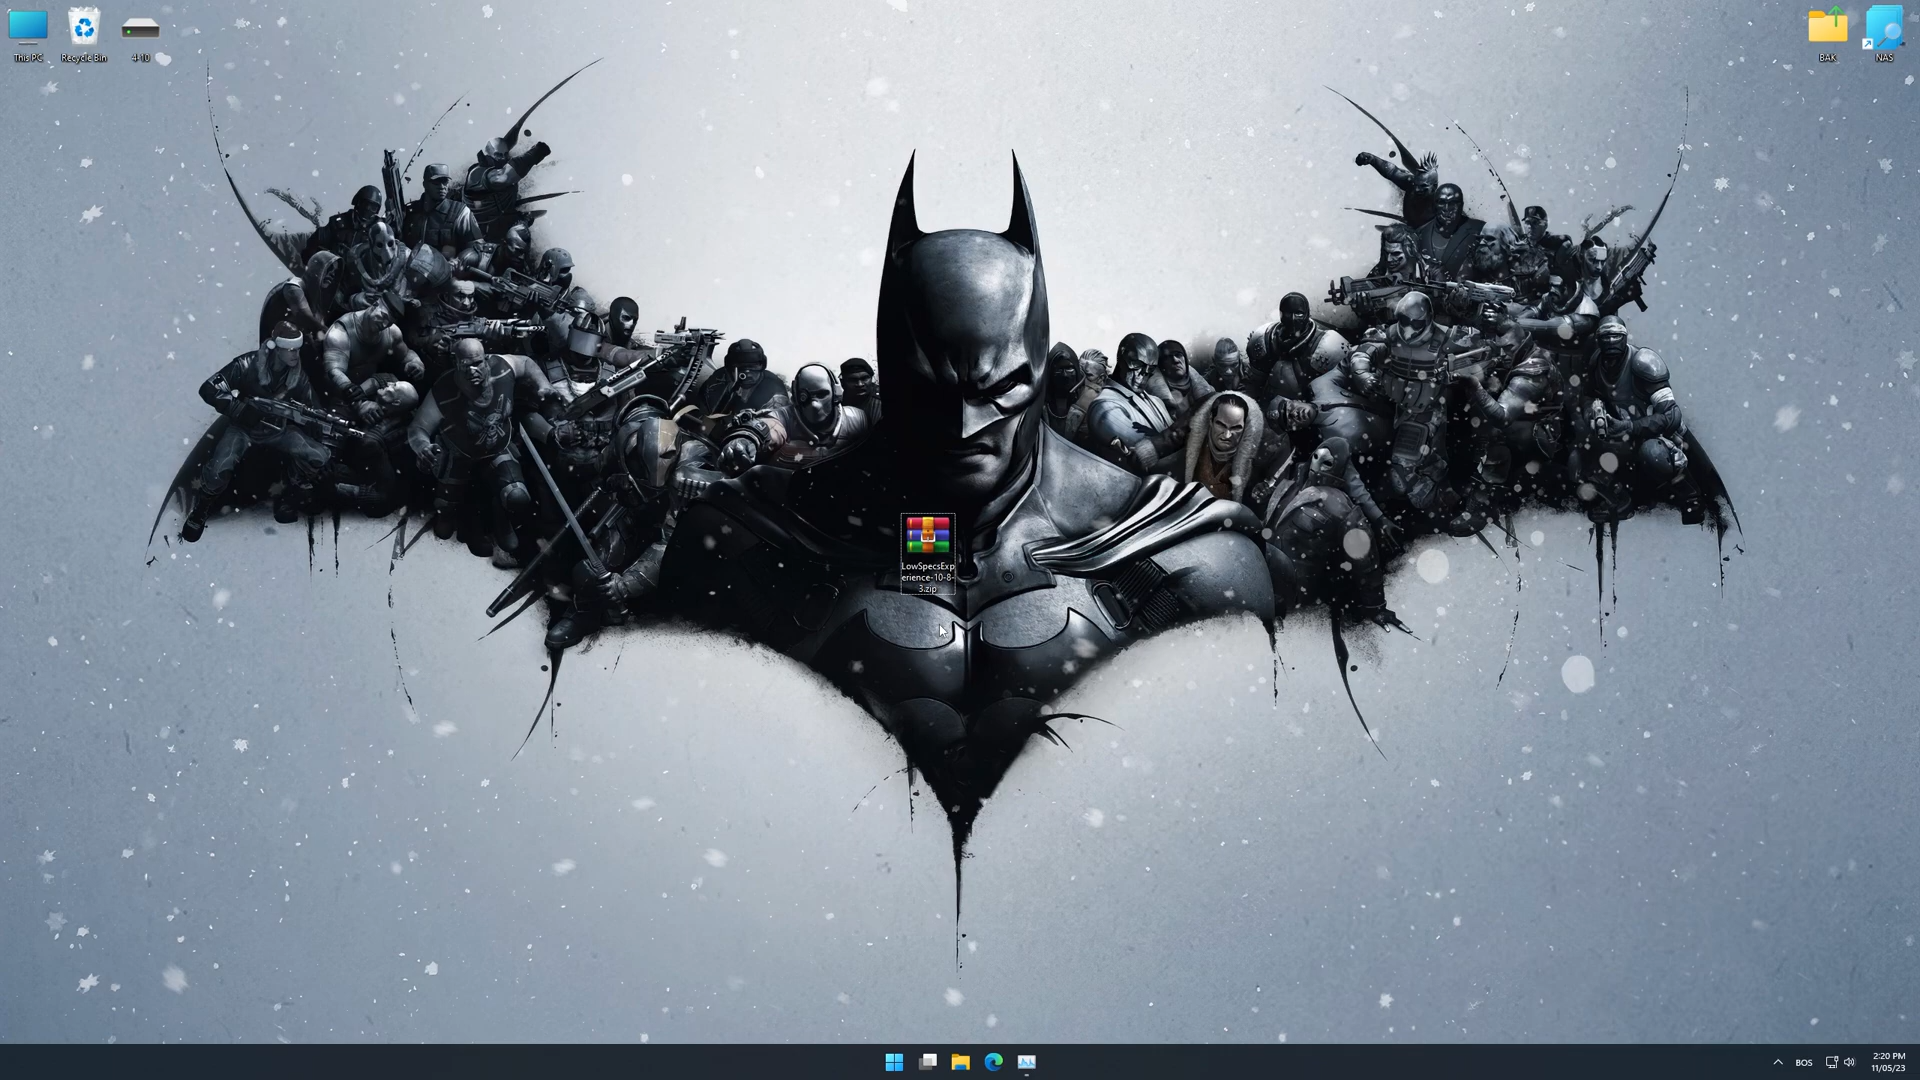 This PC
Recycle Bin
4-10
BAK
NAS
LowSpecsExp
erience-10-8-
3.zip
BOS
2:20 PM
11/05/23